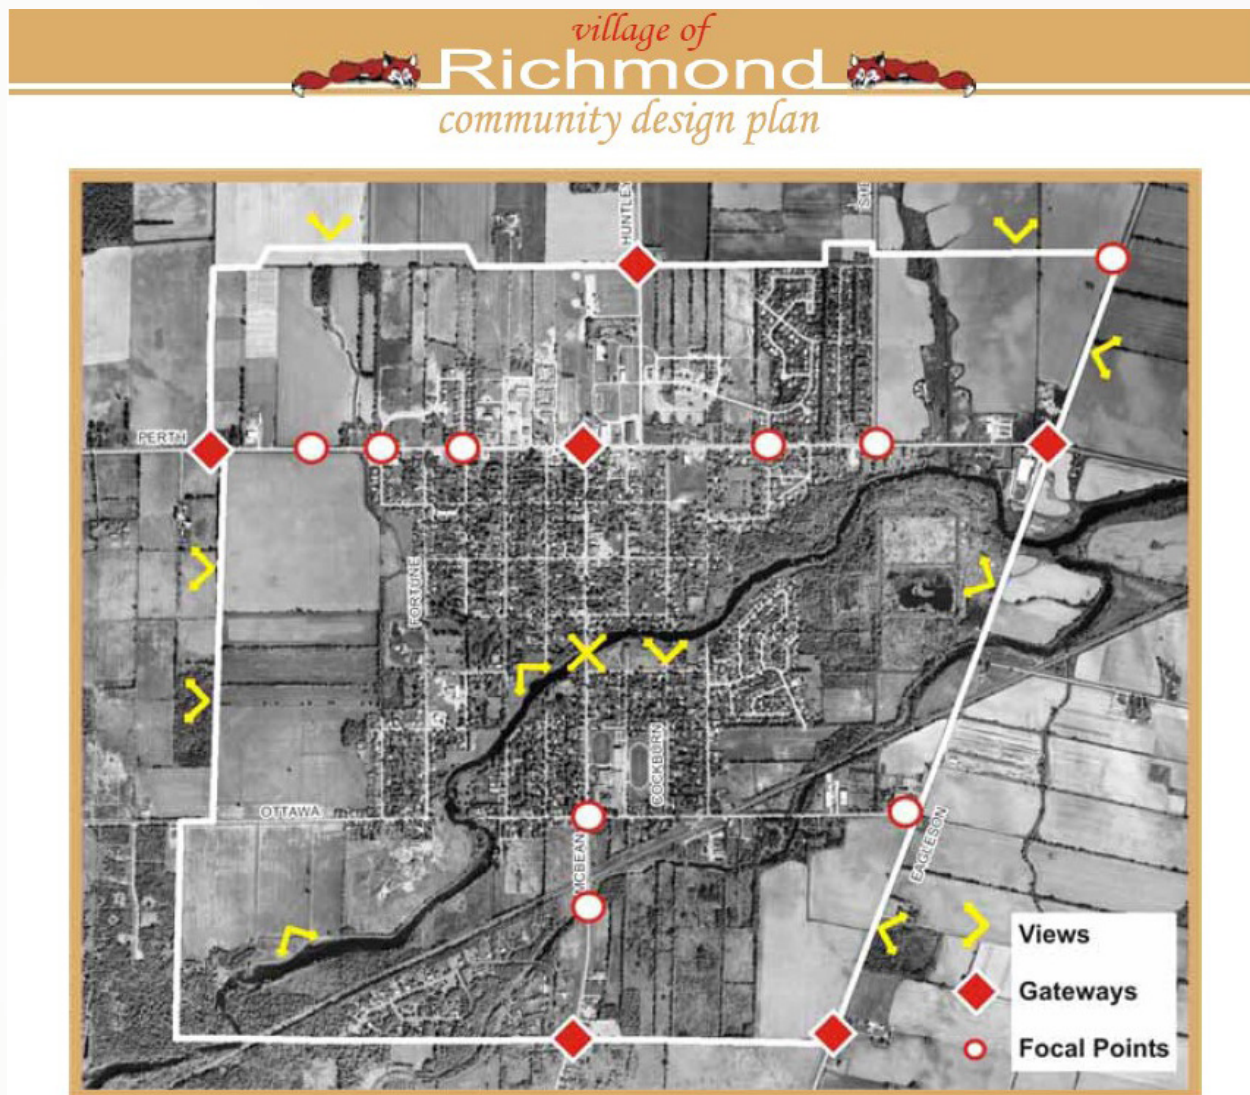 village of
Richmond
community design plan
HUNTLEY
PERTH
FORTUNE
COCKBURN
OTTAWA
MCBEAN
EAGLESON
Views
Gateways
Focal Points